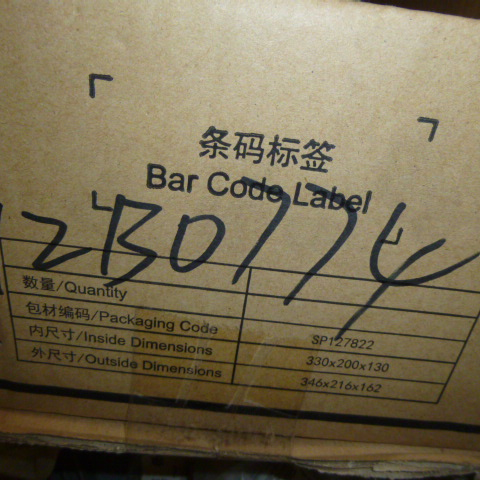 条码标签
Bar Code Label
2B0774
数量/Quantity
包材编码/Packaging Code SP127822
内尺寸/Inside Dimensions 330x200x130
外尺寸/Outside Dimensions 346x216x162